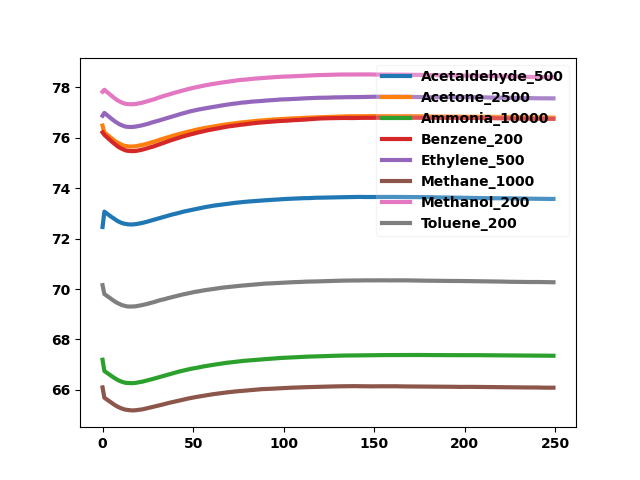 78
76
74
72
70
68
66
0 50 100 150 200 250
Acetaldehyde_500
Acetone_2500
Ammonia_10000
Benzene_200
Ethylene_500
Methane_1000
Methanol_200
Toluene_200